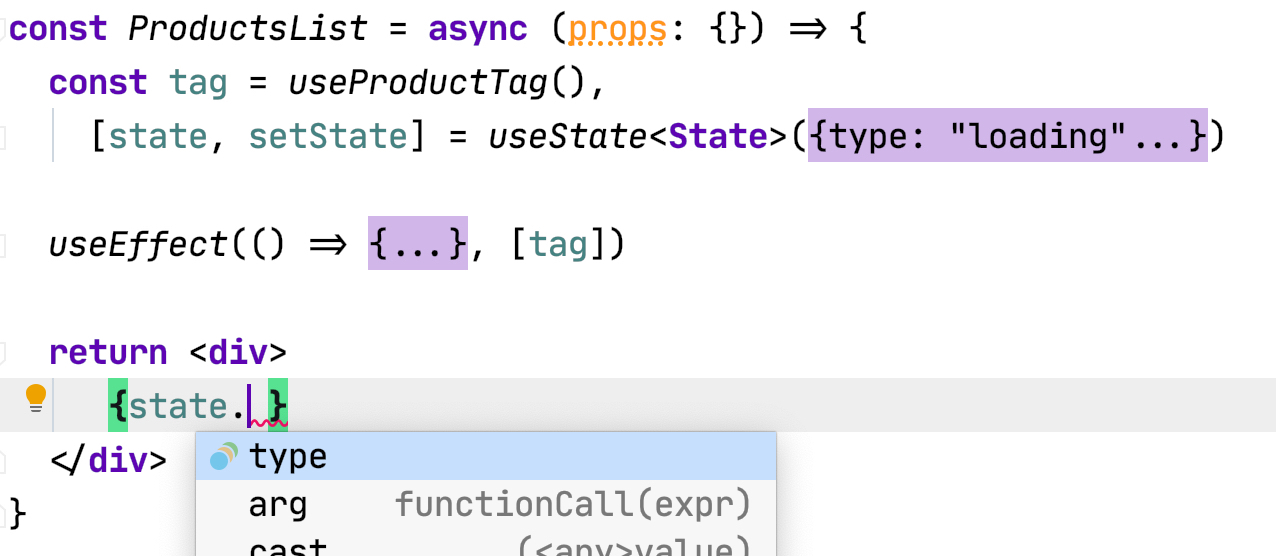 const ProductsList = async (props: {}) => {
const tag = useProductTag(),
[state, setState] = useState<State>({type: "loading"...})
useEffect(() => {...}, [tag])
return <div>
{state. }
</div>
type
arg functionCall(expr)
cast (<any>value)
}